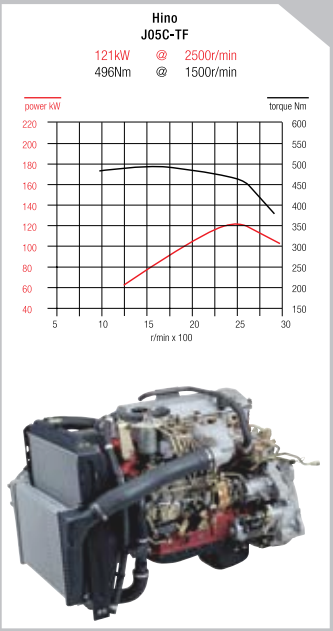 Hino
J05C-TF
121kW @ 2500r/min
496Nm @ 1500r/min
power kW torque Nm
220 600
200 550
180 500
160 450
140 400
120 350
100 300
80 250
60 200
40 150
5 10 15 20 25 30
r/min x 100